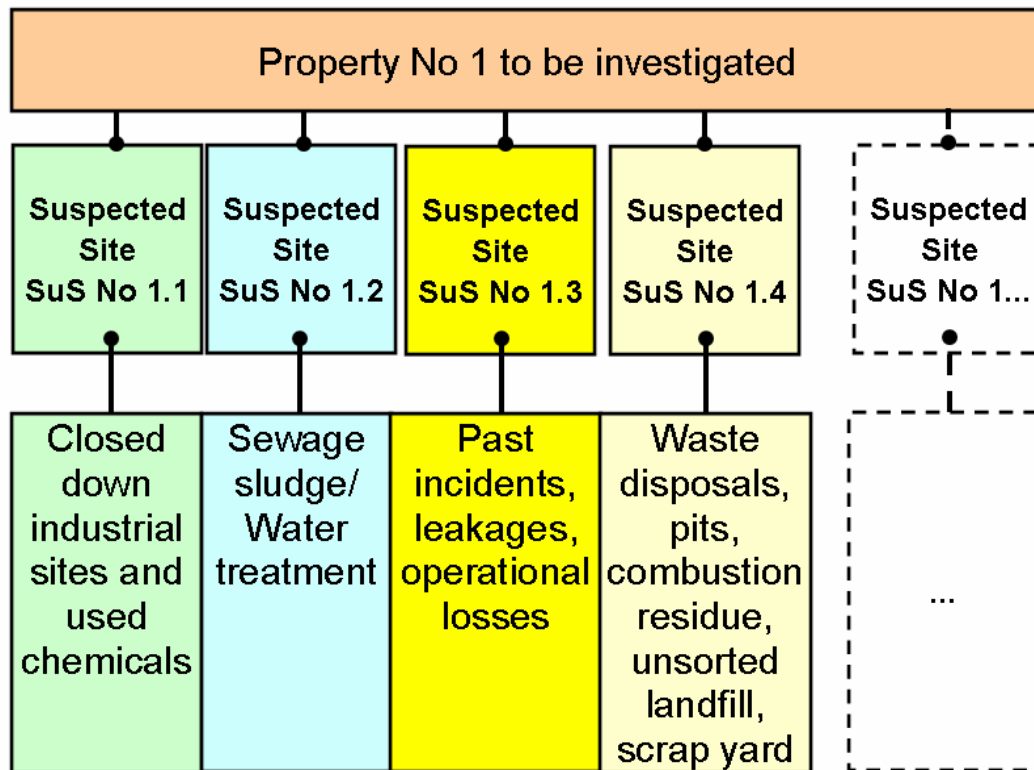 Property No 1 to be investigated
Suspected
Site
SuS No 1.1
Suspected
Site
SuS No 1.2
Suspected
Site
SuS No 1.3
Suspected
Site
SuS No 1.4
Suspected
Site
SuS No 1...
Closed
down
industrial
sites and
used
chemicals
Sewage
sludge/
Water
treatment
Past
incidents,
leakages,
operational
losses
Waste
disposals,
pits,
combustion
residue,
unsorted
landfill,
scrap yard
...